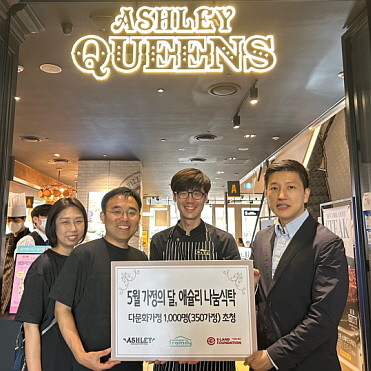 ASHLEY
QUEENS
5월 가정의 달, 애슐리 나눔식탁
다문화가정 1,000명(350가정) 초청
ASHLEY
E·LAND
FOUNDATION